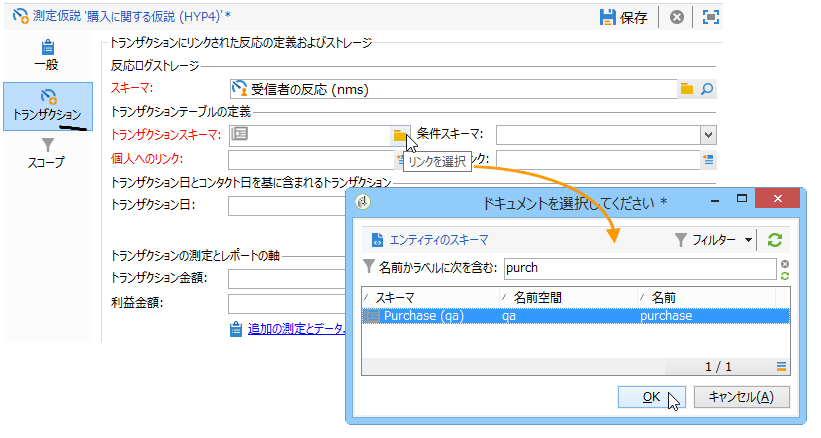 測定仮説 '購入に関する仮説 (HYP4)'*
保存
一般
トランザクション
スコープ
トランザクションにリンクされた反応の定義およびストレージ
反応ログストレージ
スキーマ: 受信者の反応 (nms)
トランザクションテーブルの定義
トランザクションスキーマ: 条件スキーマ:
個人へのリンク: ンク:
リンクを選択
トランザクション日とコンタクト日を基に含まれるトランザクション
トランザクション日:
トランザクションの測定とレポートの軸
トランザクション金額:
利益金額:
追加の測定とデータ.
ドキュメントを選択してください *
エンティティのスキーマ フィルター
名前かラベルに次を含む: purch
スキーマ 名前空間 名前
Purchase (qa) qa purchase
1 / 1
OK キャンセル(A)